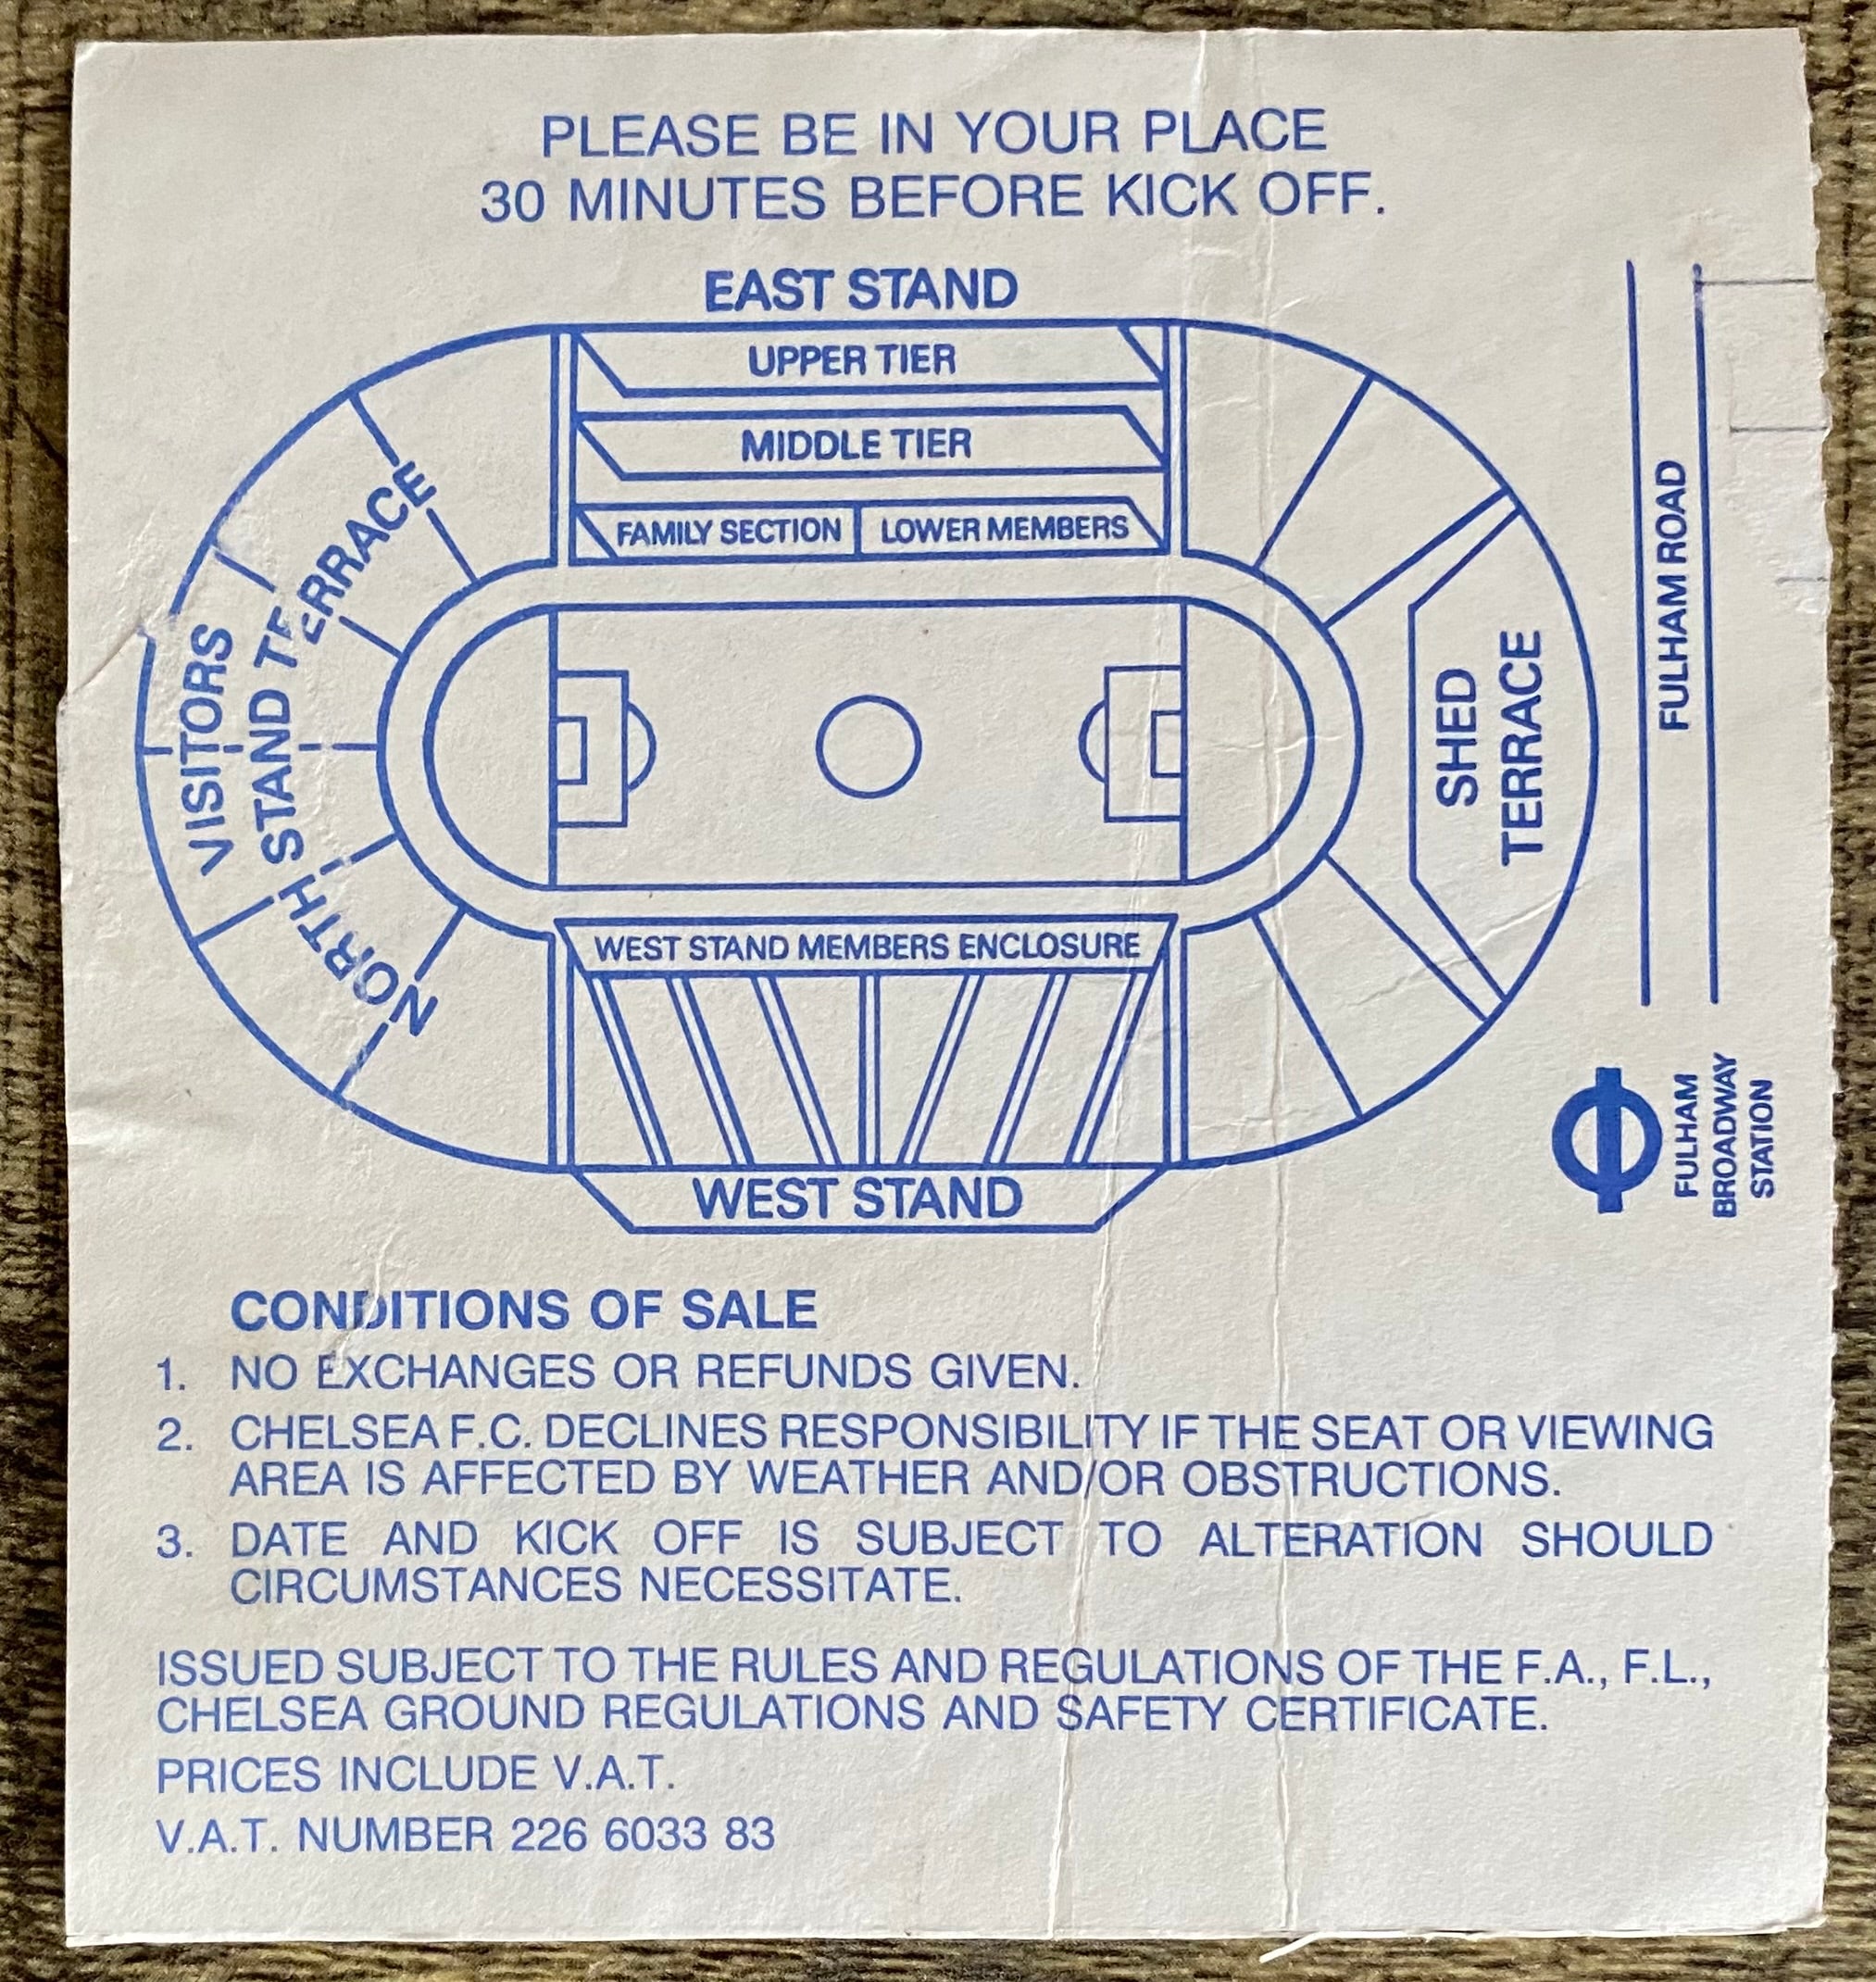 PLEASE BE IN YOUR PLACE
30 MINUTES BEFORE KICK OFF.
EAST STAND
UPPER TIER
MIDDLE TIER
FAMILY SECTION
LOWER MEMBERS
VISITORS
NORTH STAND TERRACE
SHED
TERRACE
FULHAM ROAD
WEST STAND MEMBERS ENCLOSURE
WEST STAND
FULHAM
BROADWAY
STATION
CONDITIONS OF SALE
1. NO EXCHANGES OR REFUNDS GIVEN.
2. CHELSEA F.C. DECLINES RESPONSIBILITY IF THE SEAT OR VIEWING
AREA IS AFFECTED BY WEATHER AND/OR OBSTRUCTIONS.
3. DATE AND KICK OFF IS SUBJECT TO ALTERATION SHOULD
CIRCUMSTANCES NECESSITATE.
ISSUED SUBJECT TO THE RULES AND REGULATIONS OF THE F.A., F.L.,
CHELSEA GROUND REGULATIONS AND SAFETY CERTIFICATE.
PRICES INCLUDE V.A.T.
V.A.T. NUMBER 226 6033 83